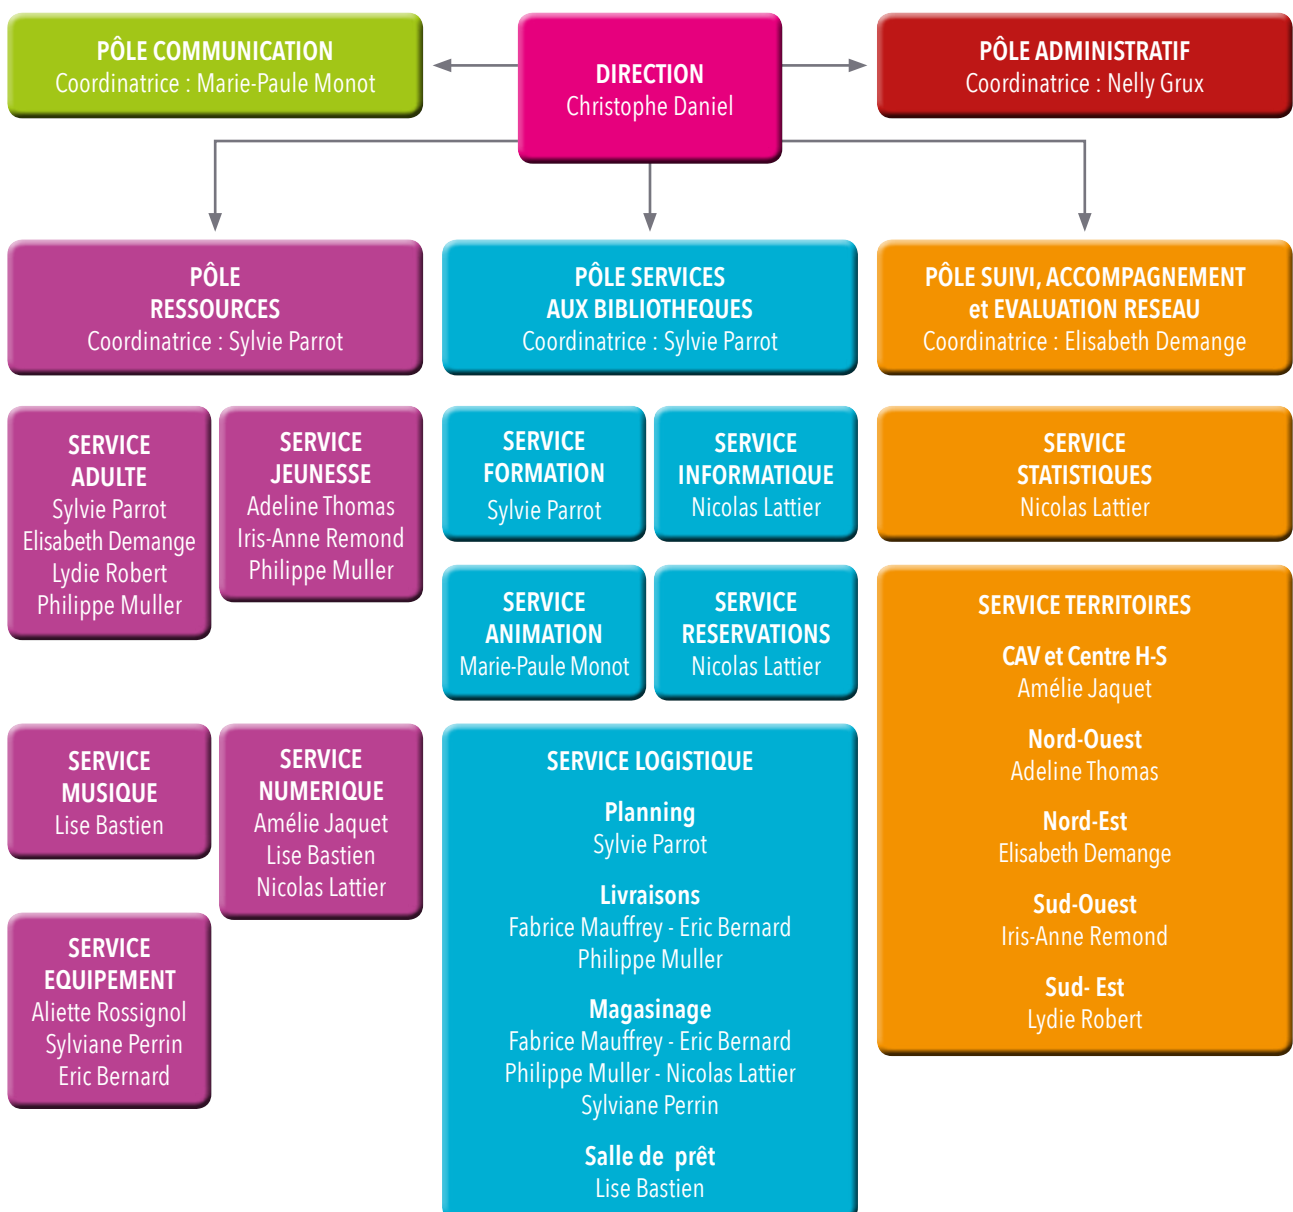 PÔLE COMMUNICATION
Coordinatrice : Marie-Paule Monot
DIRECTION
Christophe Daniel
PÔLE ADMINISTRATIF
Coordinatrice : Nelly Grux
PÔLE
RESSOURCES
Coordinatrice : Sylvie Parrot
PÔLE SERVICES
AUX BIBLIOTHEQUES
Coordinatrice : Sylvie Parrot
PÔLE SUIVI, ACCOMPAGNEMENT
et EVALUATION RESEAU
Coordinatrice : Elisabeth Demange
SERVICE
ADULTE
Sylvie Parrot
Elisabeth Demange
Lydie Robert
Philippe Muller
SERVICE
JEUNESSE
Adeline Thomas
Iris-Anne Remond
Philippe Muller
SERVICE
MUSIQUE
Lise Bastien
SERVICE
NUMERIQUE
Amélie Jaquet
Lise Bastien
Nicolas Lattier
SERVICE
EQUIPEMENT
Aliette Rossignol
Sylviane Perrin
Eric Bernard
SERVICE
FORMATION
Sylvie Parrot
SERVICE
INFORMATIQUE
Nicolas Lattier
SERVICE
ANIMATION
Marie-Paule Monot
SERVICE
RESERVATIONS
Nicolas Lattier
SERVICE LOGISTIQUE
Planning
Sylvie Parrot
Livraisons
Fabrice Mauffrey - Eric Bernard
Philippe Muller
Magasinage
Fabrice Mauffrey - Eric Bernard
Philippe Muller - Nicolas Lattier
Sylviane Perrin
Salle de prêt
Lise Bastien
SERVICE
STATISTIQUES
Nicolas Lattier
SERVICE TERRITOIRES
CAV et Centre H-S
Amélie Jaquet
Nord-Ouest
Adeline Thomas
Nord-Est
Elisabeth Demange
Sud-Ouest
Iris-Anne Remond
Sud- Est
Lydie Robert